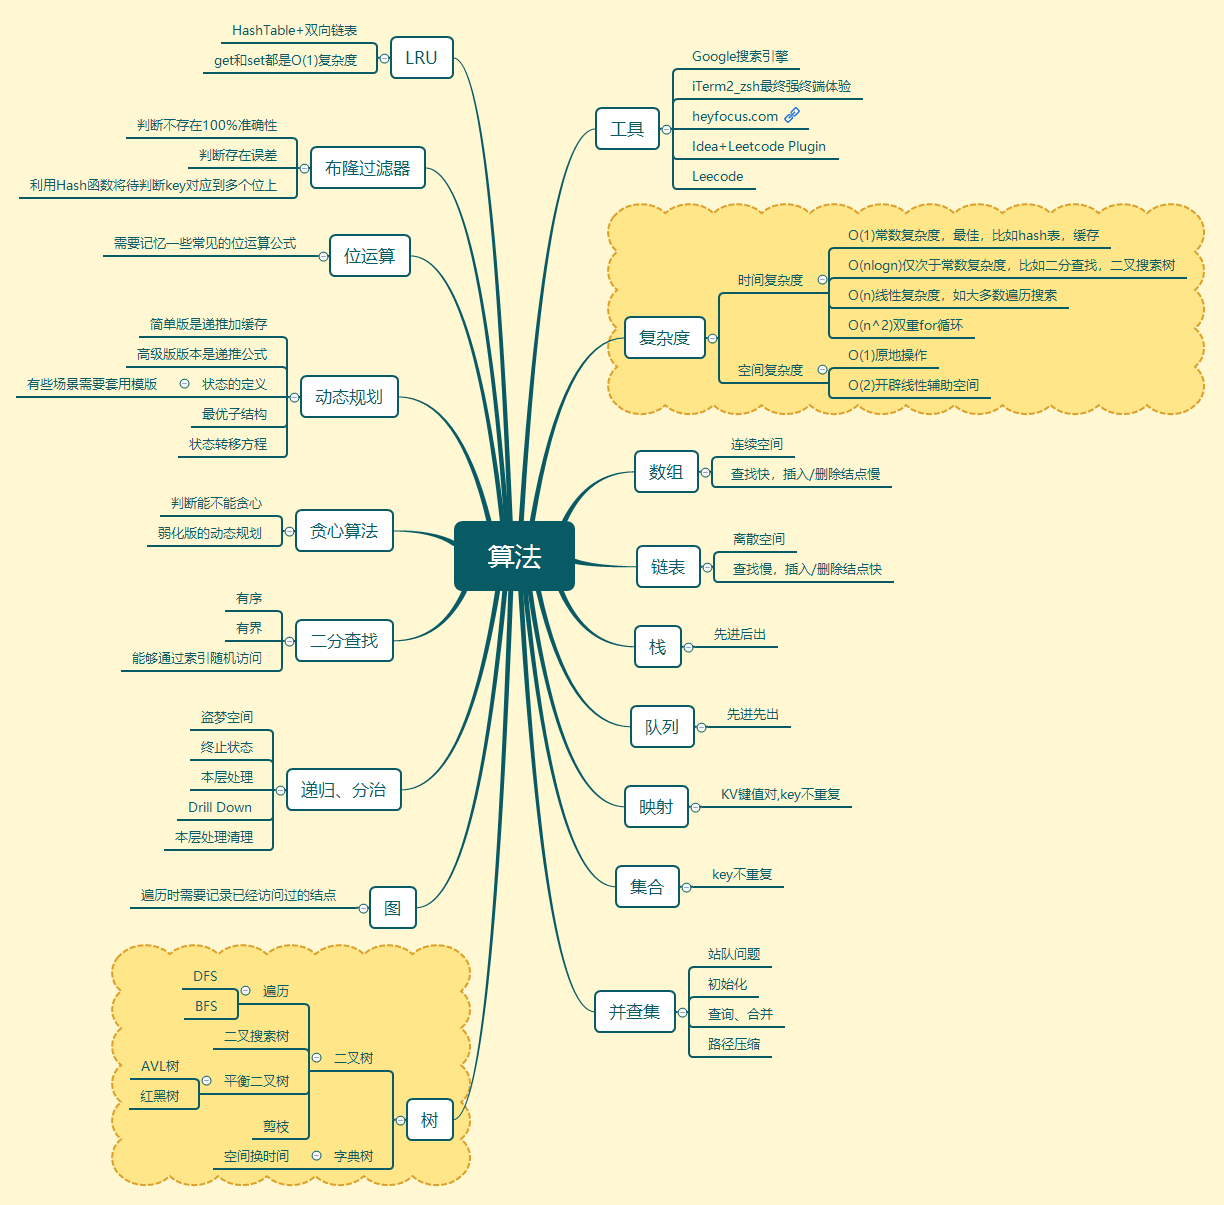 算法
LRU
HashTable+双向链表
get和set都是O(1)复杂度
布隆过滤器
判断不存在100%准确性
判断存在误差
利用Hash函数将待判断key对应到多个位上
位运算
需要记忆一些常见的位运算公式
动态规划
简单版是递推加缓存
高级版版本是递推公式
状态的定义
有些场景需要套用模版
最优子结构
状态转移方程
贪心算法
判断能不能贪心
弱化版的动态规划
二分查找
有序
有界
能够通过索引随机访问
递归、分治
盗梦空间
终止状态
本层处理
Drill Down
本层处理清理
图
遍历时需要记录已经访问过的结点
树
二叉树
遍历
DFS
BFS
二叉搜索树
平衡二叉树
AVL树
红黑树
剪枝
字典树
空间换时间
工具
Google搜索引擎
iTerm2_zsh最终强终端体验
heyfocus.com
Idea+Leetcode Plugin
Leecode
复杂度
时间复杂度
O(1)常数复杂度，最佳，比如hash表，缓存
O(nlogn)仅次于常数复杂度，比如二分查找，二叉搜索树
O(n)线性复杂度，如大多数遍历搜索
O(n^2)双重for循环
空间复杂度
O(1)原地操作
O(2)开辟线性辅助空间
数组
连续空间
查找快，插入/删除结点慢
链表
离散空间
查找慢，插入/删除结点快
栈
先进后出
队列
先进先出
映射
KV键值对,key不重复
集合
key不重复
并查集
站队问题
初始化
查询、合并
路径压缩